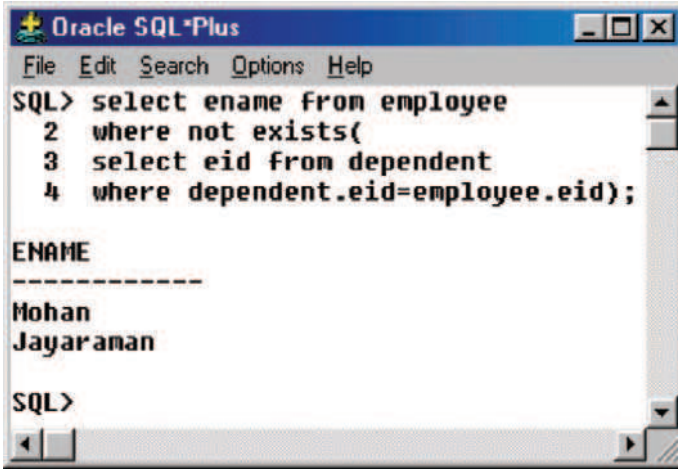 Oracle SQL*Plus
File Edit Search Options Help
SQL> select ename from employee
2 where not exists(
3 select eid from dependent
4 where dependent.eid=employee.eid);
ENAME
-------------
Mohan
Jayaraman
SQL>